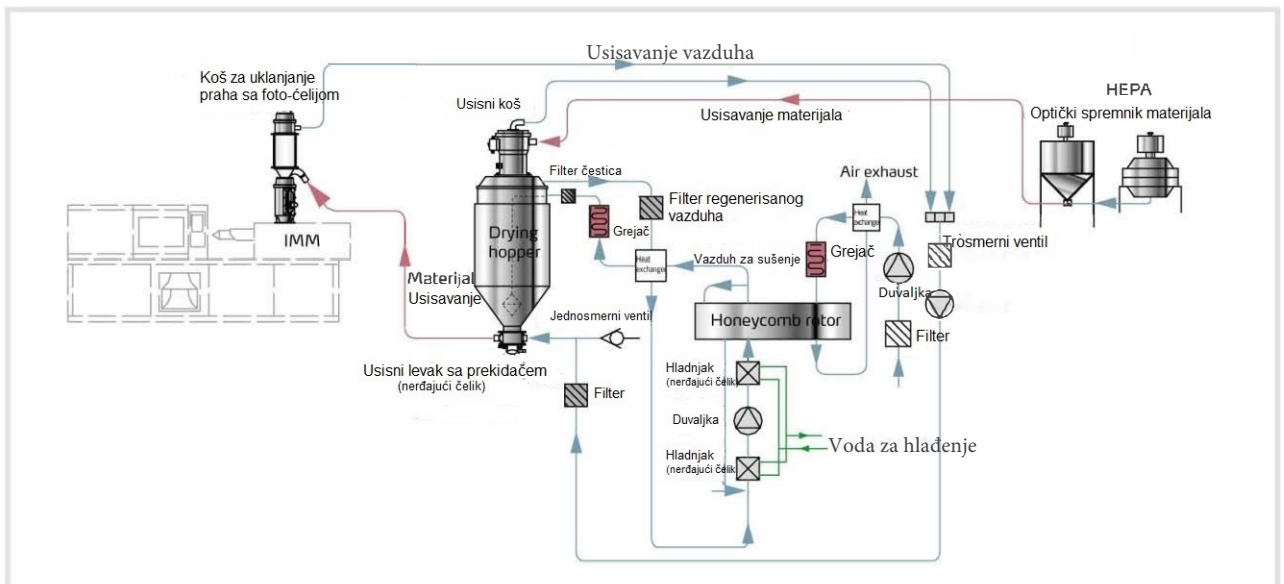 Usisavanje vazduha
Koš za uklanjanje
praha sa foto-ćelijom
Usisni koš
Usisavanje materijala
HEPA
Optički spremnik materijala
Filter čestica
Air exhaust
Filter regenerisanog
vazduha
Heat
exchanger
Grejač
Drying
hopper
IMM
Heat
exchanger
Vazduh za sušenje
Grejač
Trosmerni ventil
Materijal
Usisavanje
Duvaljka
Jednosmerni ventil
Honeycomb rotor
Filter
Usisni levak sa prekidačem
(nerđajući čelik)
Filter
Hladnjak
(nerđajući čelik)
Duvaljka
Voda za hlađenje
Hladnjak
(nerđajući čelik)